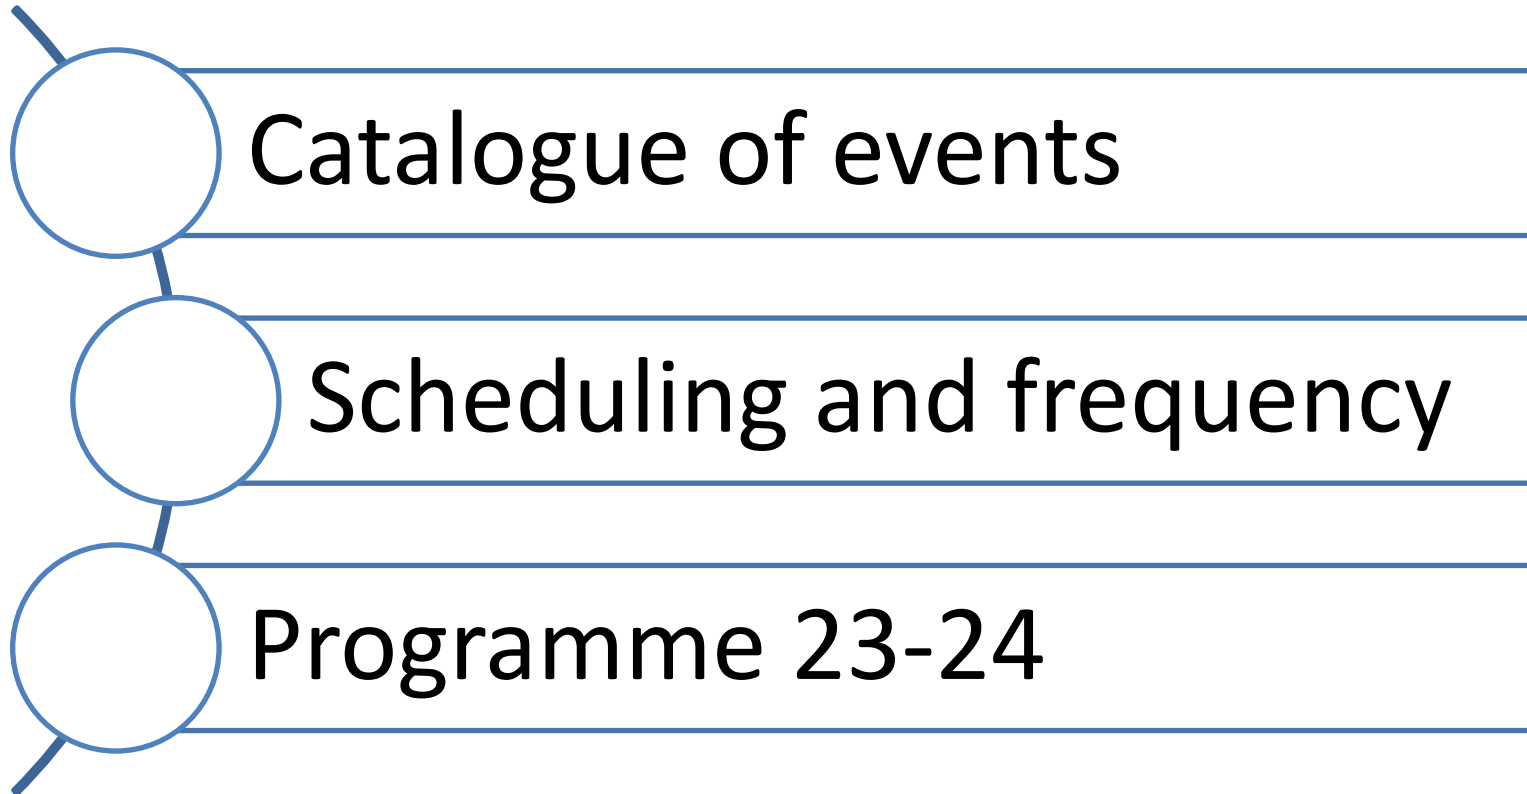 Catalogue of events
Scheduling and frequency
Programme 23-24